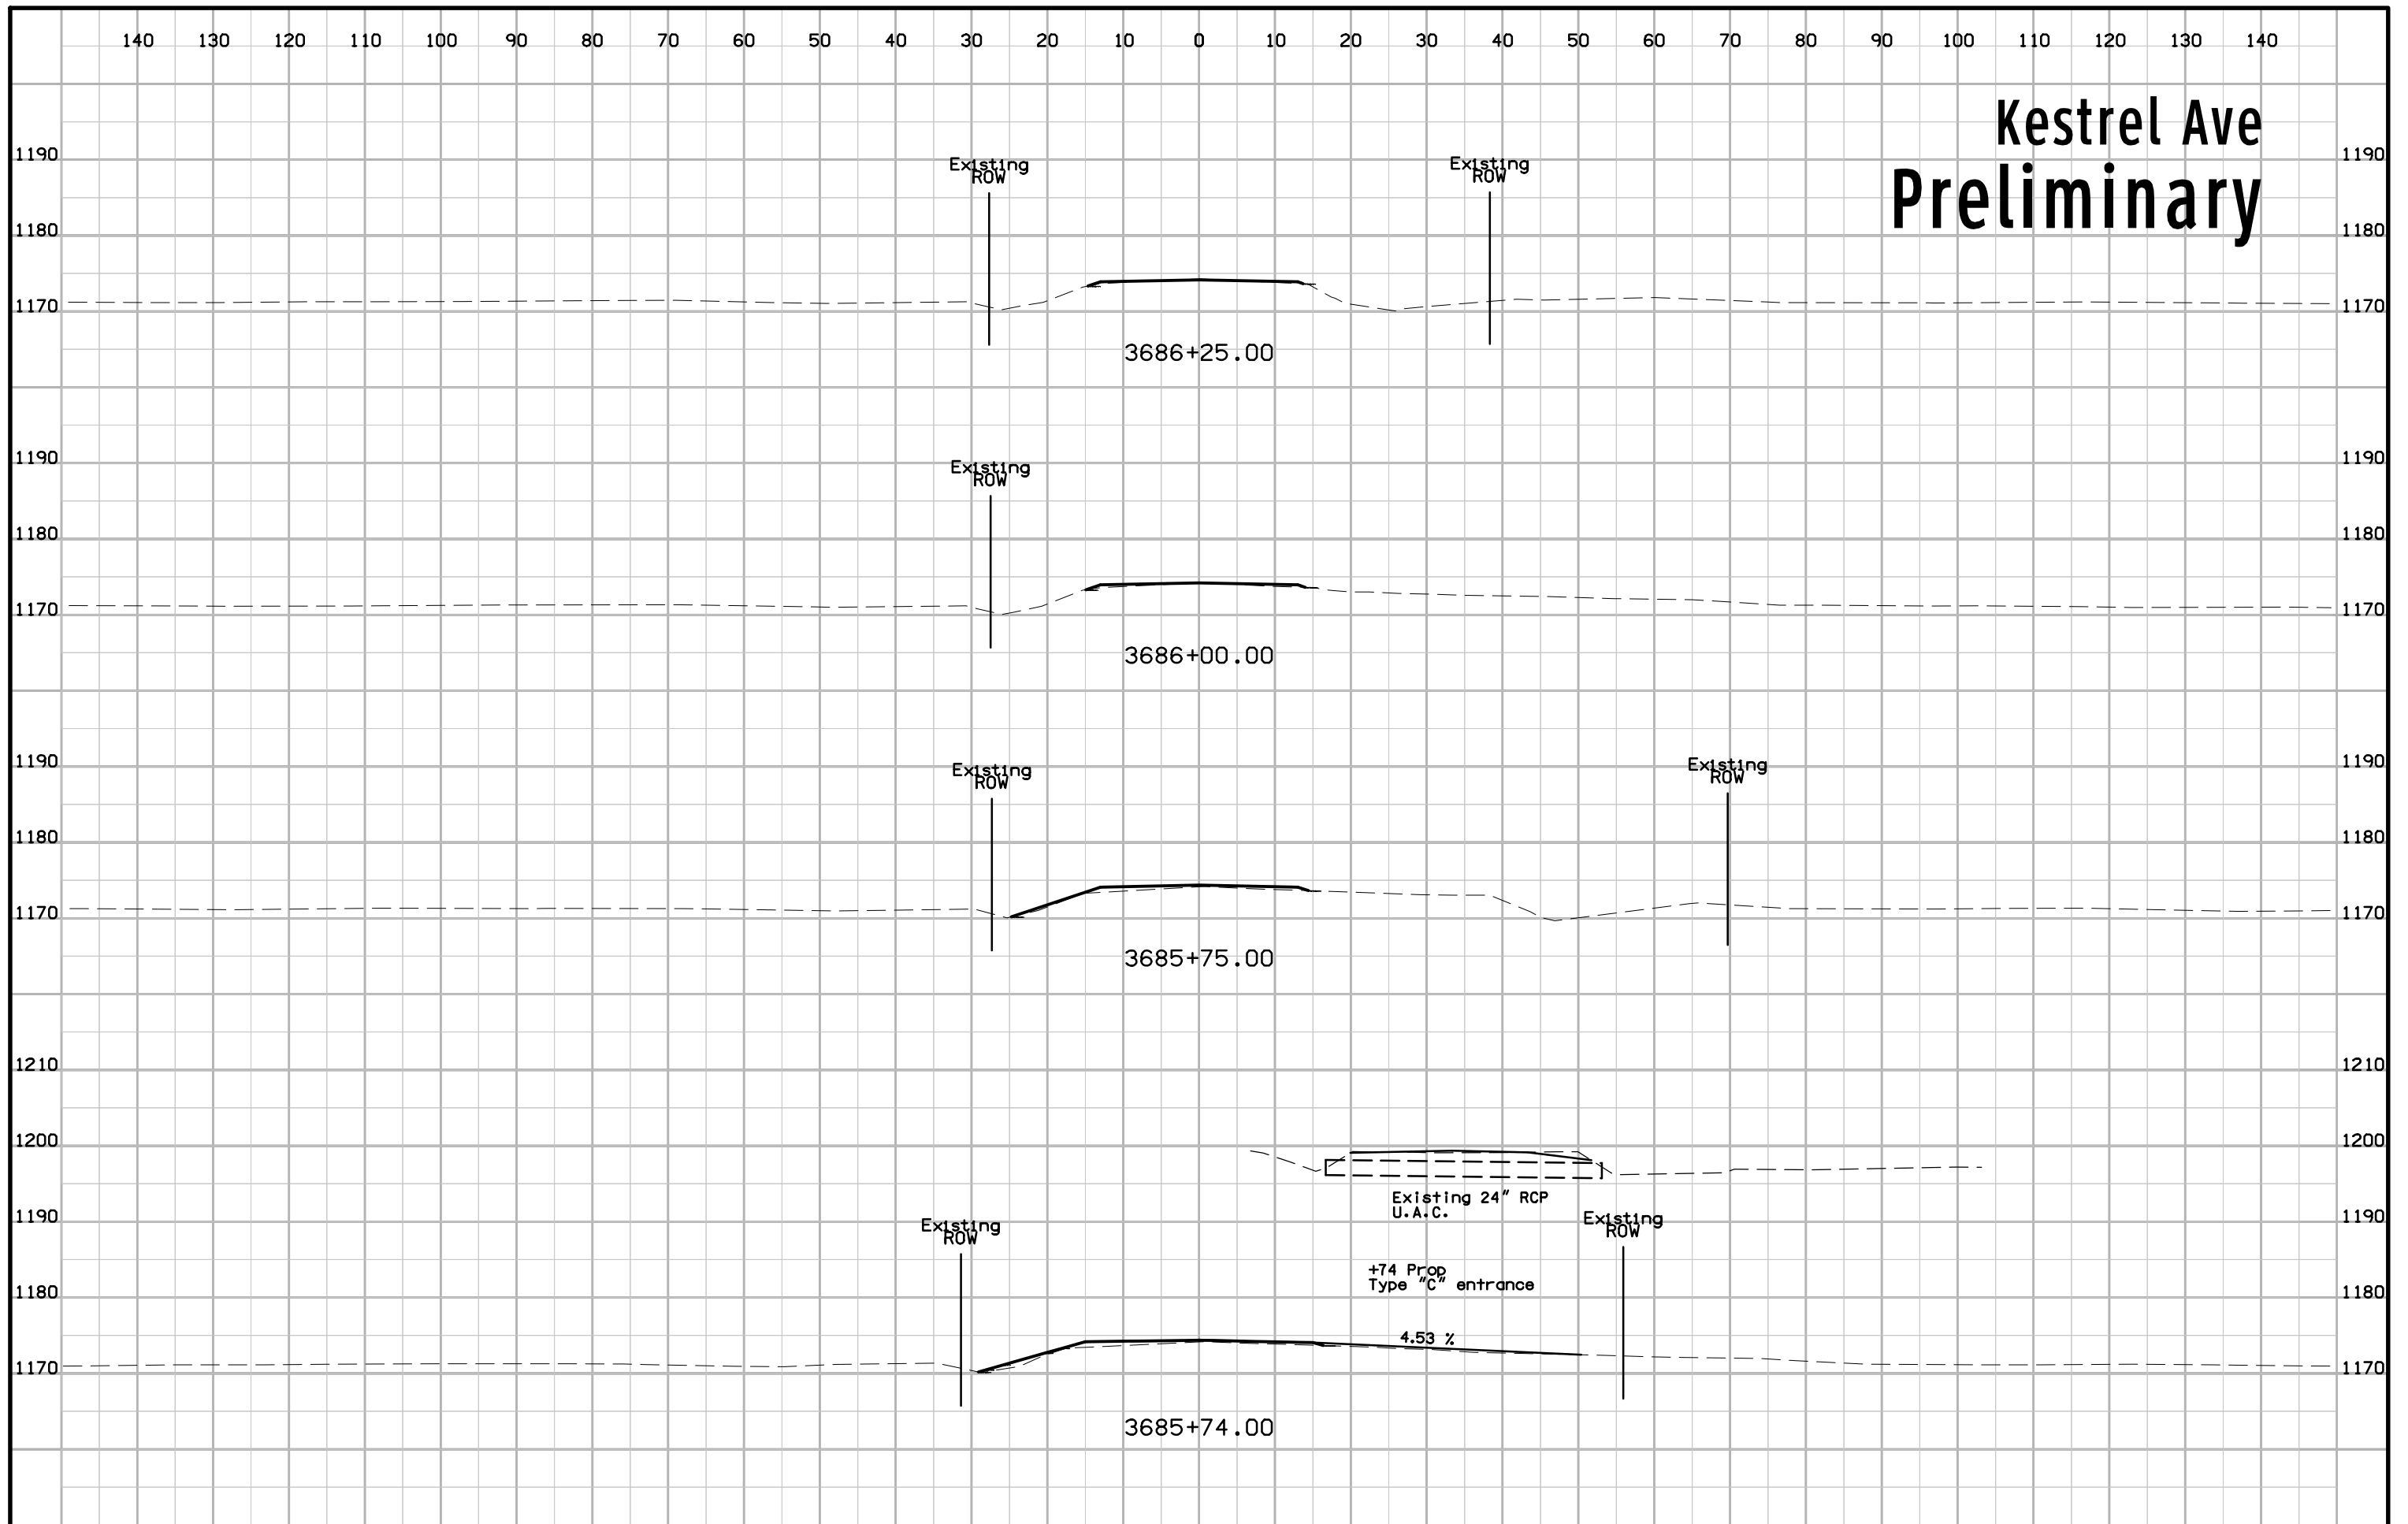 140 130 120 110 100 90 80 70 60 50 40 30 20 10 0 10 20 30 40 50 60 70 80 90 100 110 120 130 140
Kestrel Ave
Preliminary
1190 1190
Existing
ROW
Existing
ROW
1180 1180
1170 1170
3686+25.00
1190 1190
Existing
ROW
1180 1180
1170 1170
3686+00.00
1190 1190
Existing
ROW
Existing
ROW
1180 1180
1170 1170
3685+75.00
1210 1210
1200 1200
Existing 24" RCP
U.A.C.
1190 1190
Existing
ROW
Existing
ROW
+74 Prop
Type "C" entrance
1180 1180
4.53 %
1170 1170
3685+74.00